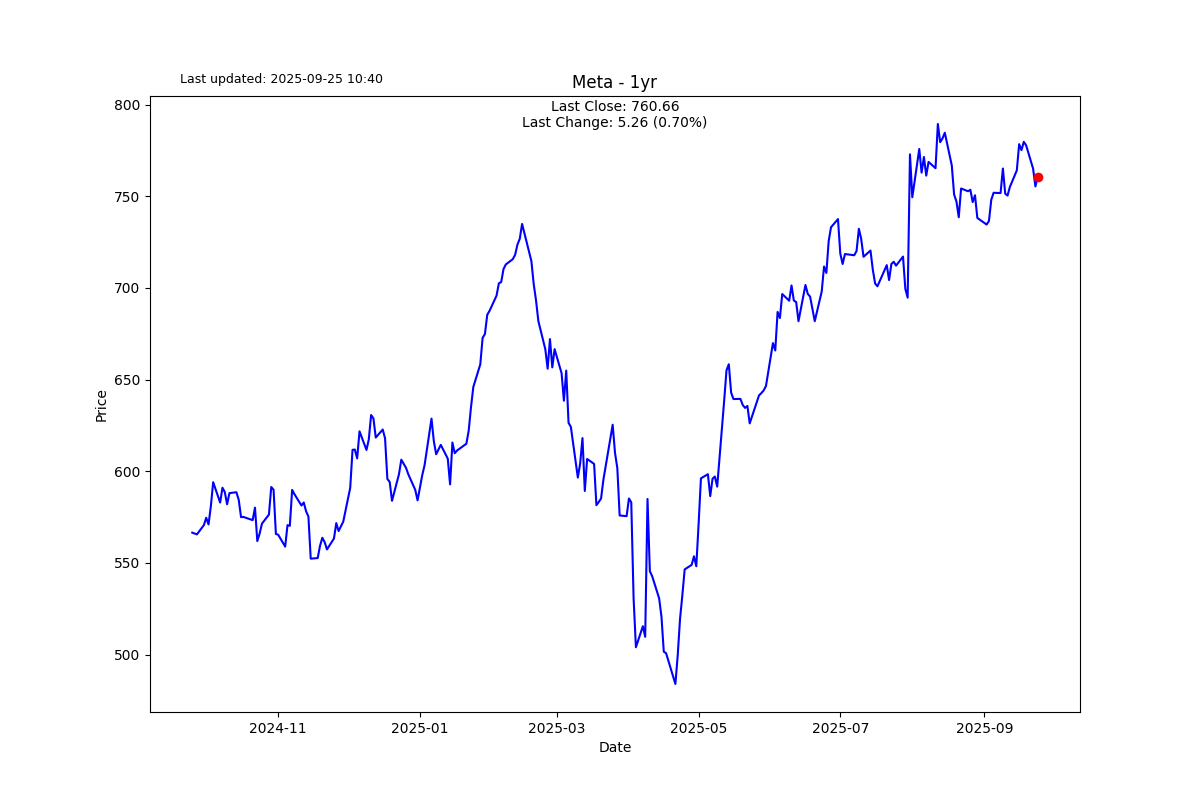 Last updated: 2025-09-25 10:40
Meta - 1yr
Last Close: 760.66
Last Change: 5.26 (0.70%)
800
750
700
650
600
550
500
Price
2024-11
2025-01
2025-03
2025-05
2025-07
2025-09
Date